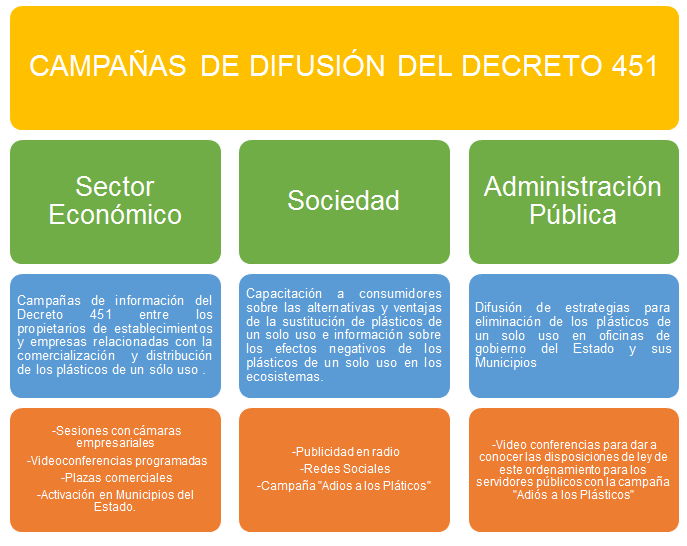 CAMPAÑAS DE DIFUSIÓN DEL DECRETO 451
Sector
Económico
Sociedad
Administración
Pública
Campañas de información del
Decreto 451 entre los
propietarios de establecimientos
y empresas relacionadas con la
comercialización y distribución
de los plásticos de un sólo uso .
Capacitación a consumidores
sobre las alternativas y ventajas
de la sustitución de plásticos de
un solo uso e información sobre
los efectos negativos de los
plásticos de un solo uso en los
ecosistemas.
Difusión de estrategias para
eliminación de los plásticos de
un solo uso en oficinas de
gobierno del Estado y sus
Municipios
-Sesiones con cámaras
empresariales
-Videoconferencias programadas
-Plazas comerciales
-Activación en Municipios del
Estado.
-Publicidad en radio
-Redes Sociales
-Campaña "Adios a los Pláticos"
-Video conferencias para dar a
conocer las disposiciones de ley de
este ordenamiento para los
servidores públicos con la campaña
"Adiós a los Plásticos"